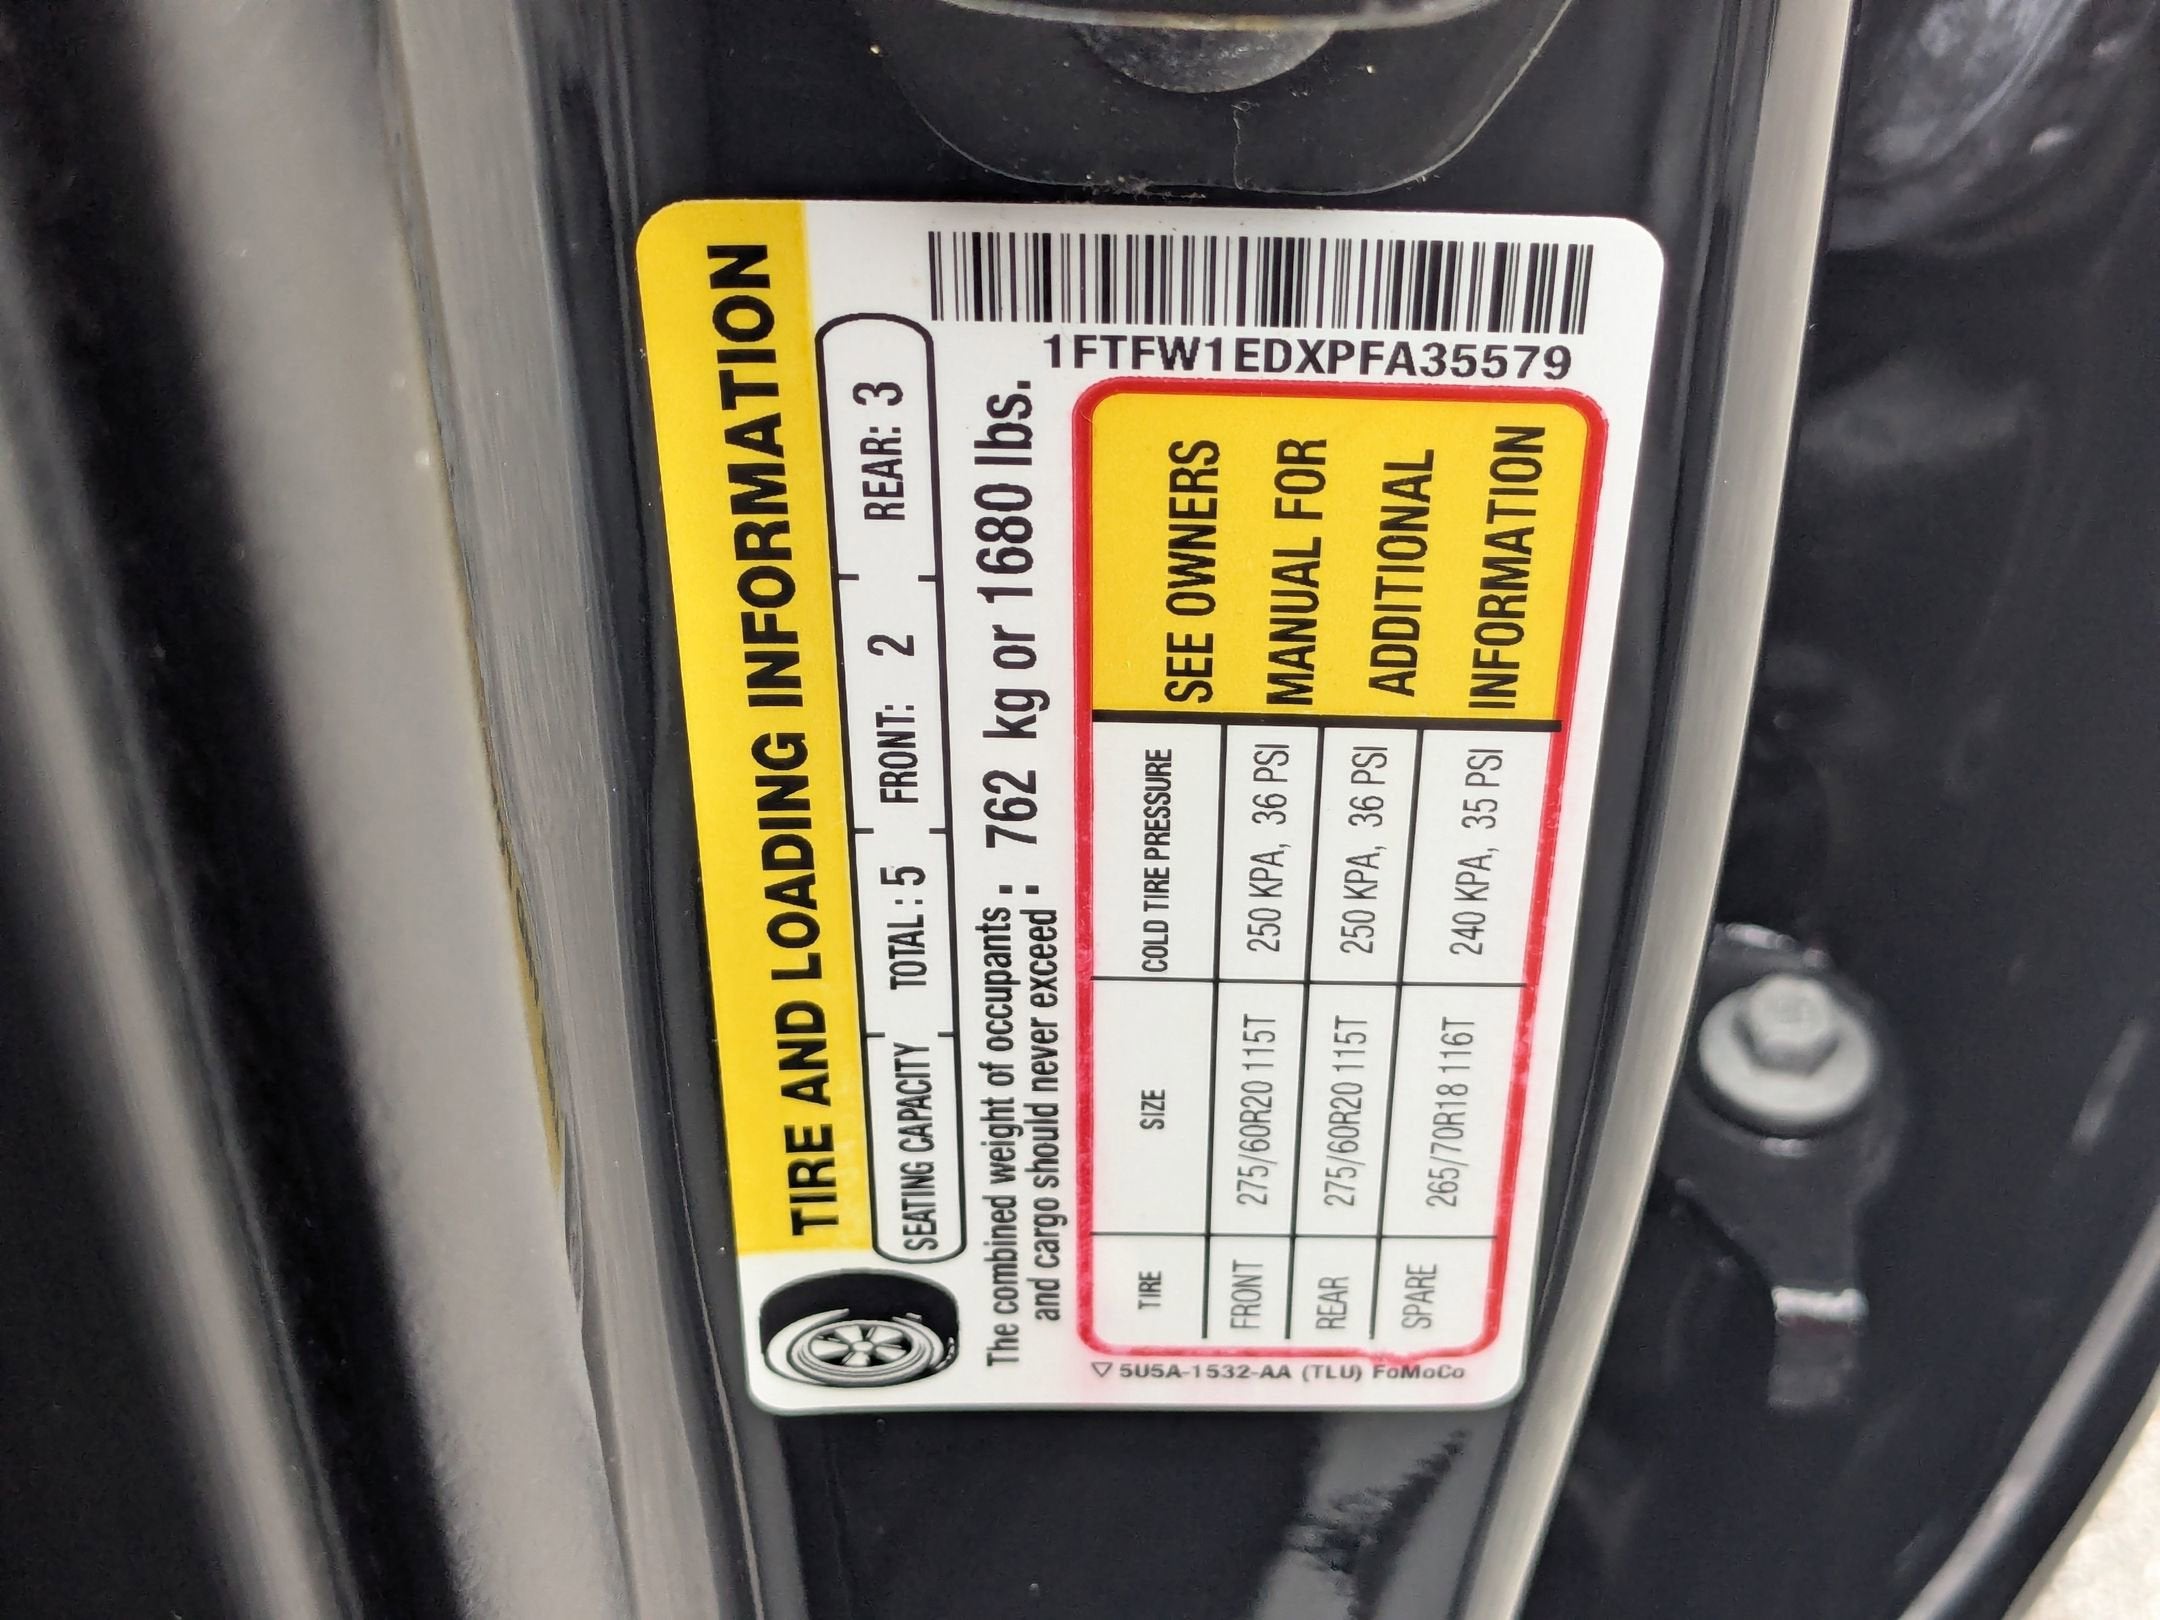 TIRE AND LOADING INFORMATION
SEATING CAPACITY TOTAL : 5 FRONT: 2 REAR: 3
The combined weight of occupants : 762 kg or 1680 lbs.
and cargo should never exceed :
1FTFW1EDXPFA35579
TIRE SIZE COLD TIRE PRESSURE
FRONT 275/60R20 115T 250 KPA, 36 PSI
REAR 275/60R20 115T 250 KPA, 36 PSI
SPARE 265/70R18 116T 240 KPA, 35 PSI
SEE OWNERS
MANUAL FOR
ADDITIONAL
INFORMATION
5U5A-1532-AA (TLU) FoMoCo